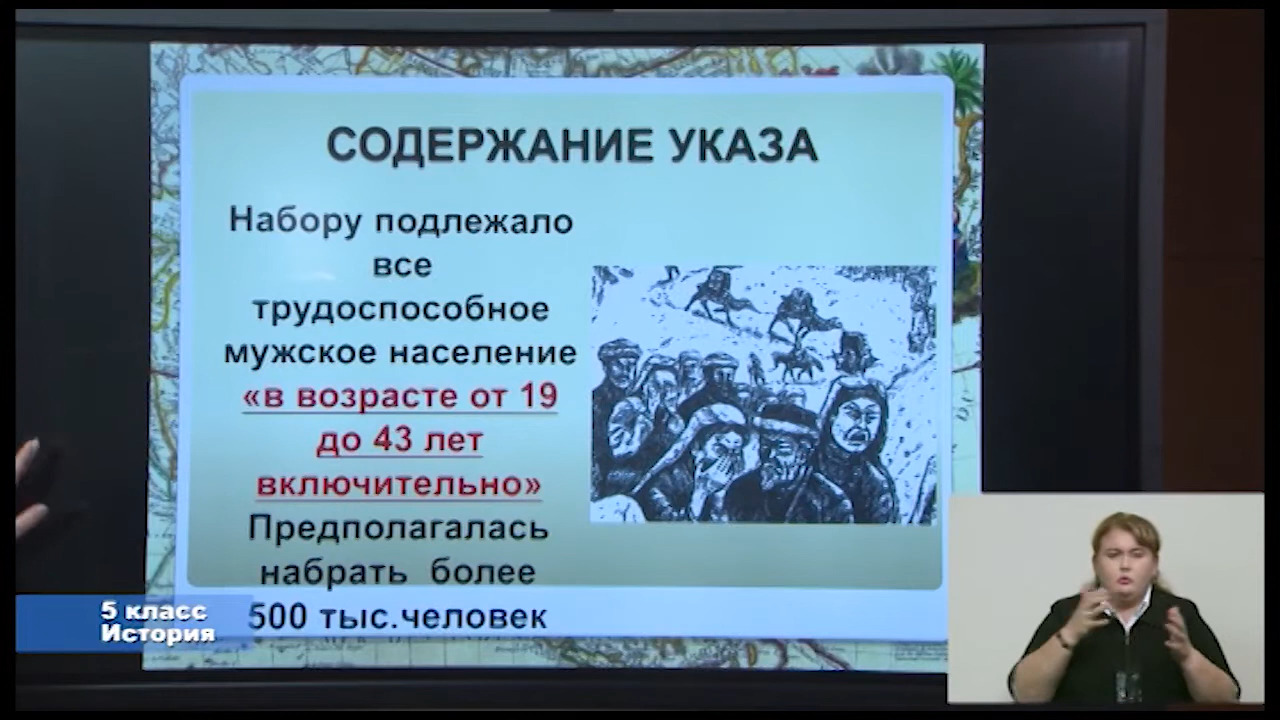 СОДЕРЖАНИЕ УКАЗА
Набору подлежало
все
трудоспособное
мужское население
«в возрасте от 19
до 43 лет
включительно»
Предполагалась
набрать более
500 тыс.человек
5 класс
История